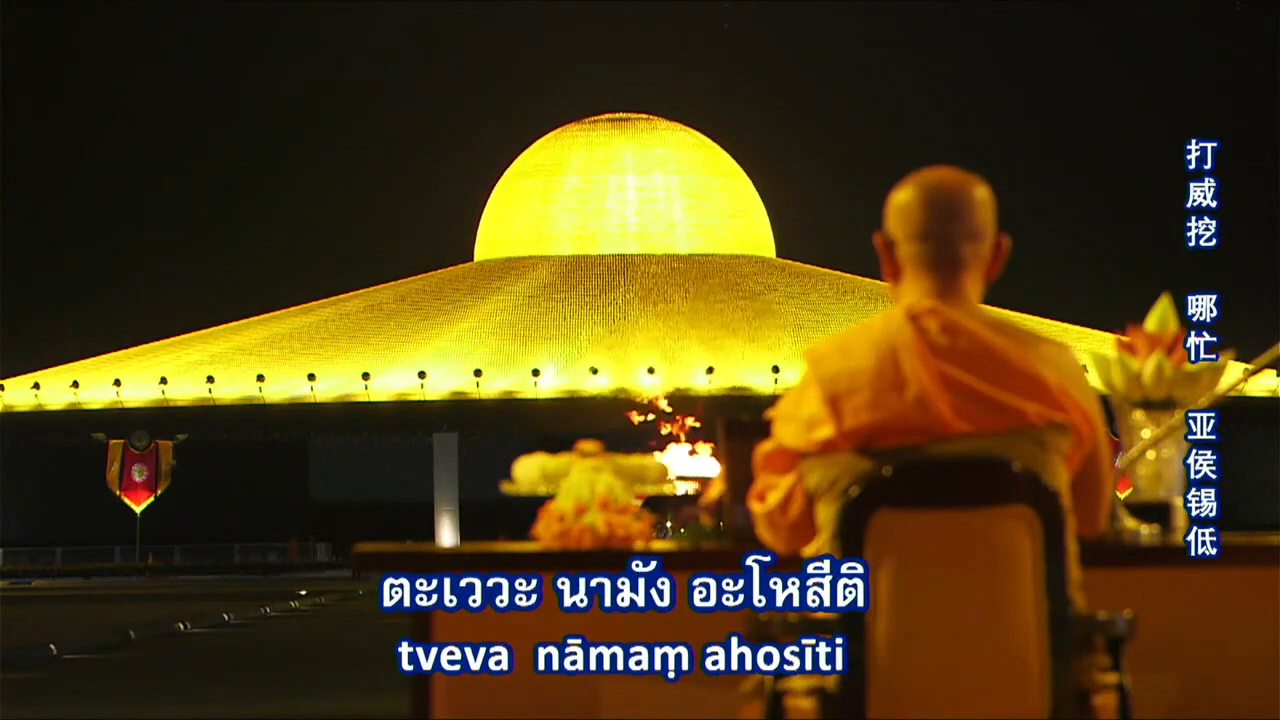 打威挖 哪忙 亚侯锡低
ตะเววะ นามัง อะโหสีติ
tveva nāmaṃ ahosīti